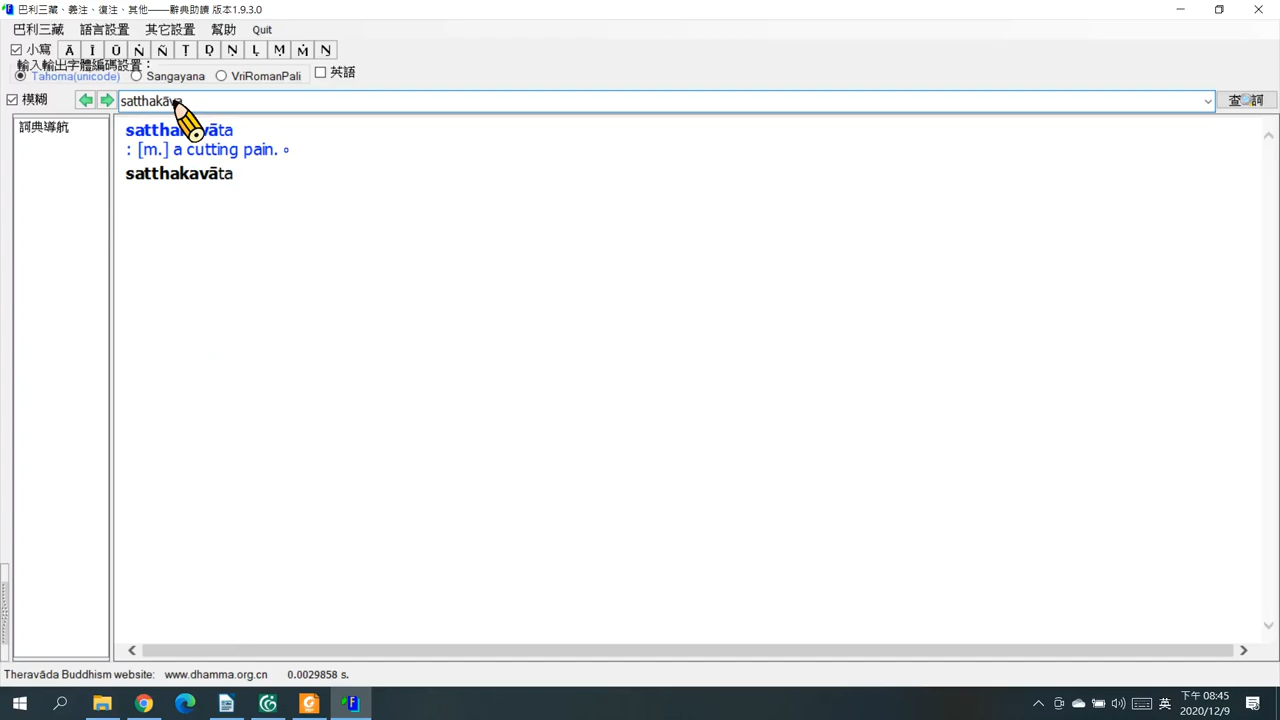 巴利三藏、義注、復注、其他——辭典助讀 版本1.9.3.0
巴利三藏 語言設置 其它設置 幫助 Quit
小寫 Ā Ī Ū Ṅ Ñ Ṭ Ḍ Ṇ Ḷ Ṃ Ṁ Ŋ
輸入輸出字體編碼設置：
Tahoma(unicode) Sangayana VriRomanPali 英語
模糊 satthakāva 查詞
詞典導航
satthakavāta
: [m.] a cutting pain.。
satthakavāta
Theravāda Buddhism website: www.dhamma.org.cn 0.0029858 s.
英
下午 08:45
2020/12/9